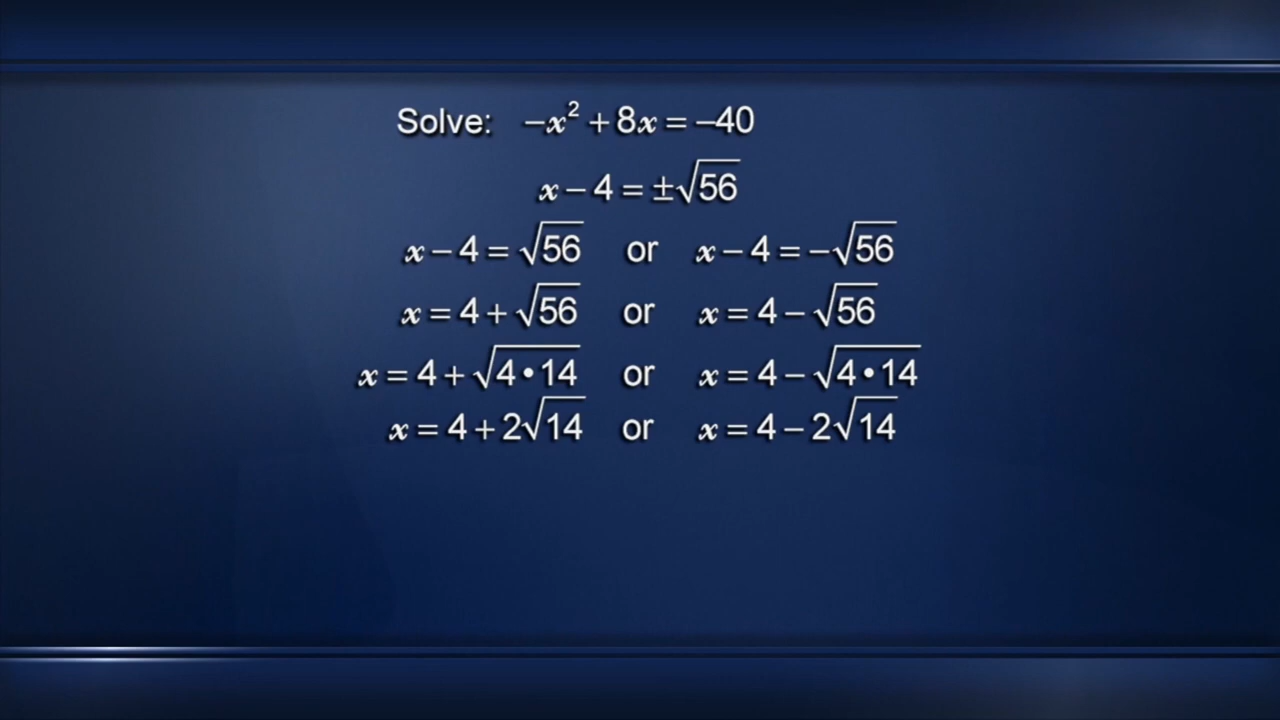 Solve: −x² + 8x = −40
x − 4 = ±√56
x − 4 = √56 or x − 4 = −√56
x = 4 + √56 or x = 4 − √56
x = 4 + √4•14 or x = 4 − √4•14
x = 4 + 2√14 or x = 4 − 2√14